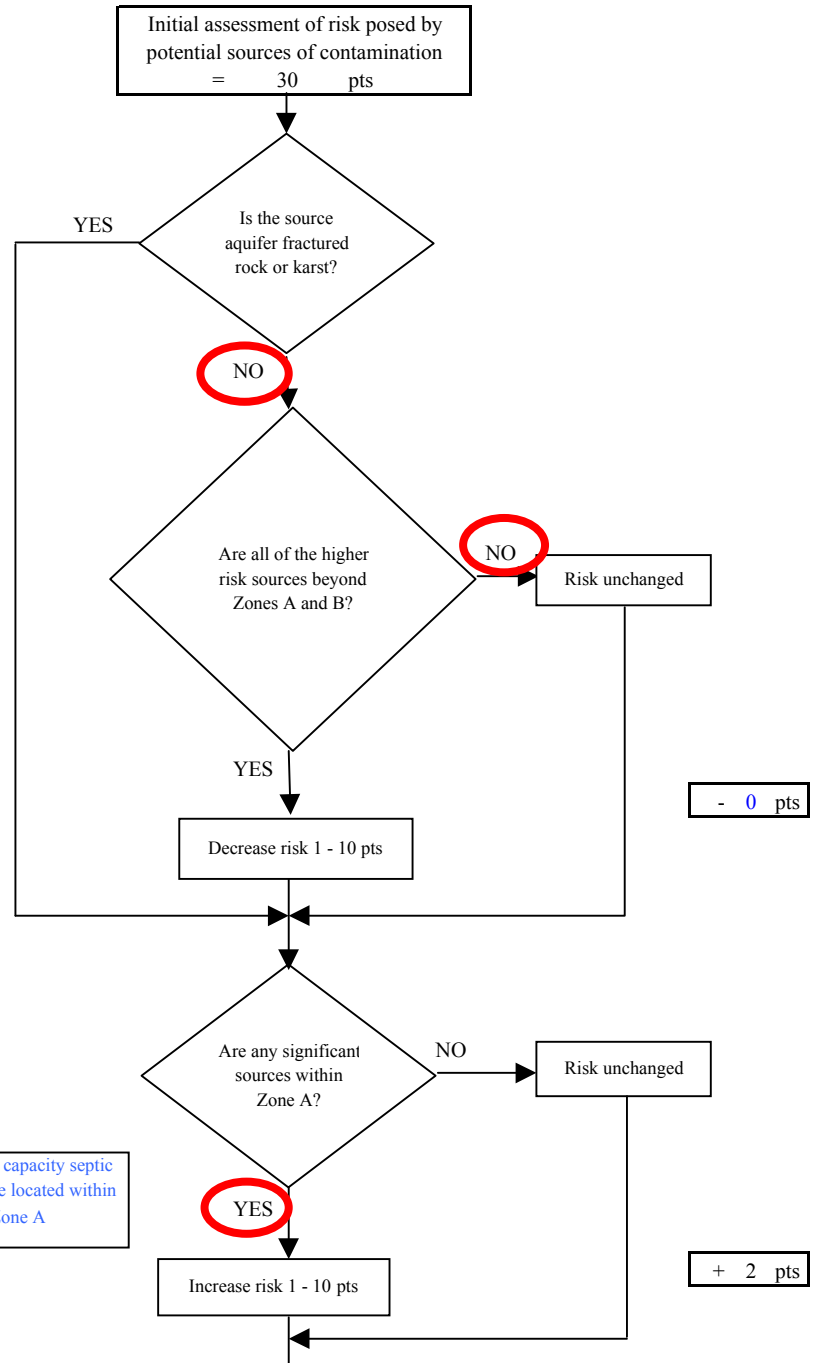 Initial assessment of risk posed by
potential sources of contamination
= 30 pts
YES
Is the source
aquifer fractured
rock or karst?
NO
Are all of the higher
risk sources beyond
Zones A and B?
NO
Risk unchanged
YES
- 0 pts
Decrease risk 1 - 10 pts
Are any significant
sources within
Zone A?
NO
Risk unchanged
capacity septic
located within
YES
Increase risk 1 - 10 pts
+ 2 pts